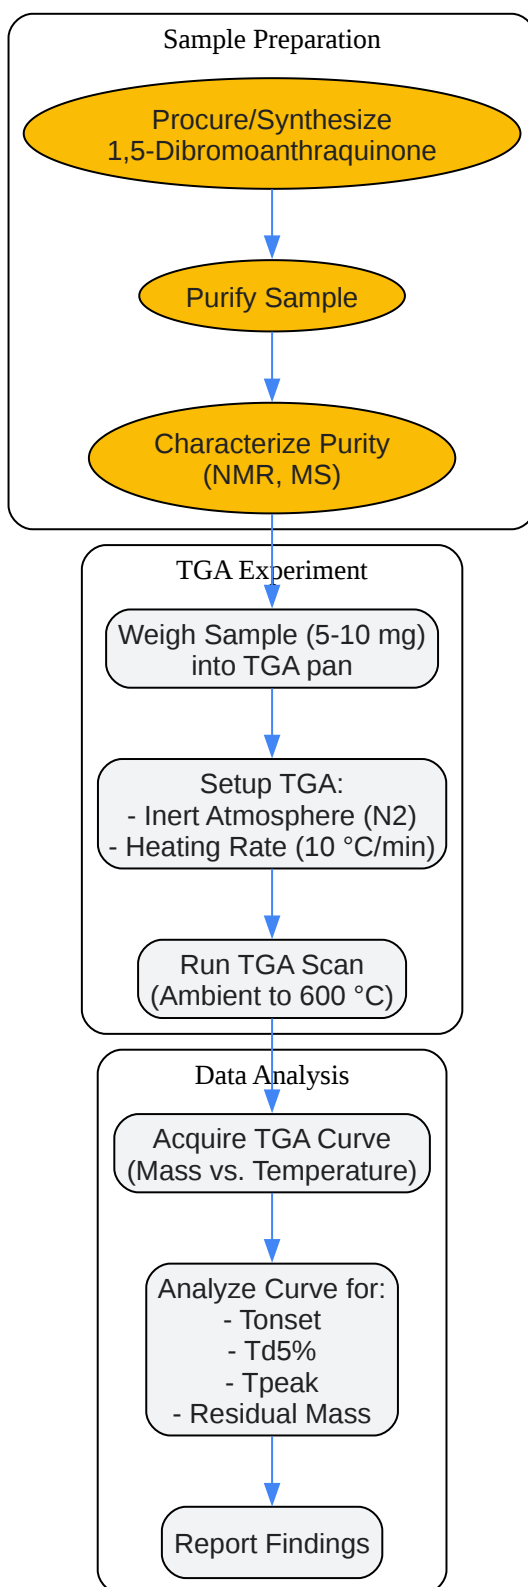 Sample Preparation
Procure/Synthesize
1,5-Dibromoanthraquinone
Purify Sample
Characterize Purity
(NMR, MS)
TGA Experiment
Weigh Sample (5-10 mg)
into TGA pan
Setup TGA:
- Inert Atmosphere (N2)
- Heating Rate (10 °C/min)
Run TGA Scan
(Ambient to 600 °C)
Data Analysis
Acquire TGA Curve
(Mass vs. Temperature)
Analyze Curve for:
- Tonset
- Td5%
- Tpeak
- Residual Mass
Report Findings